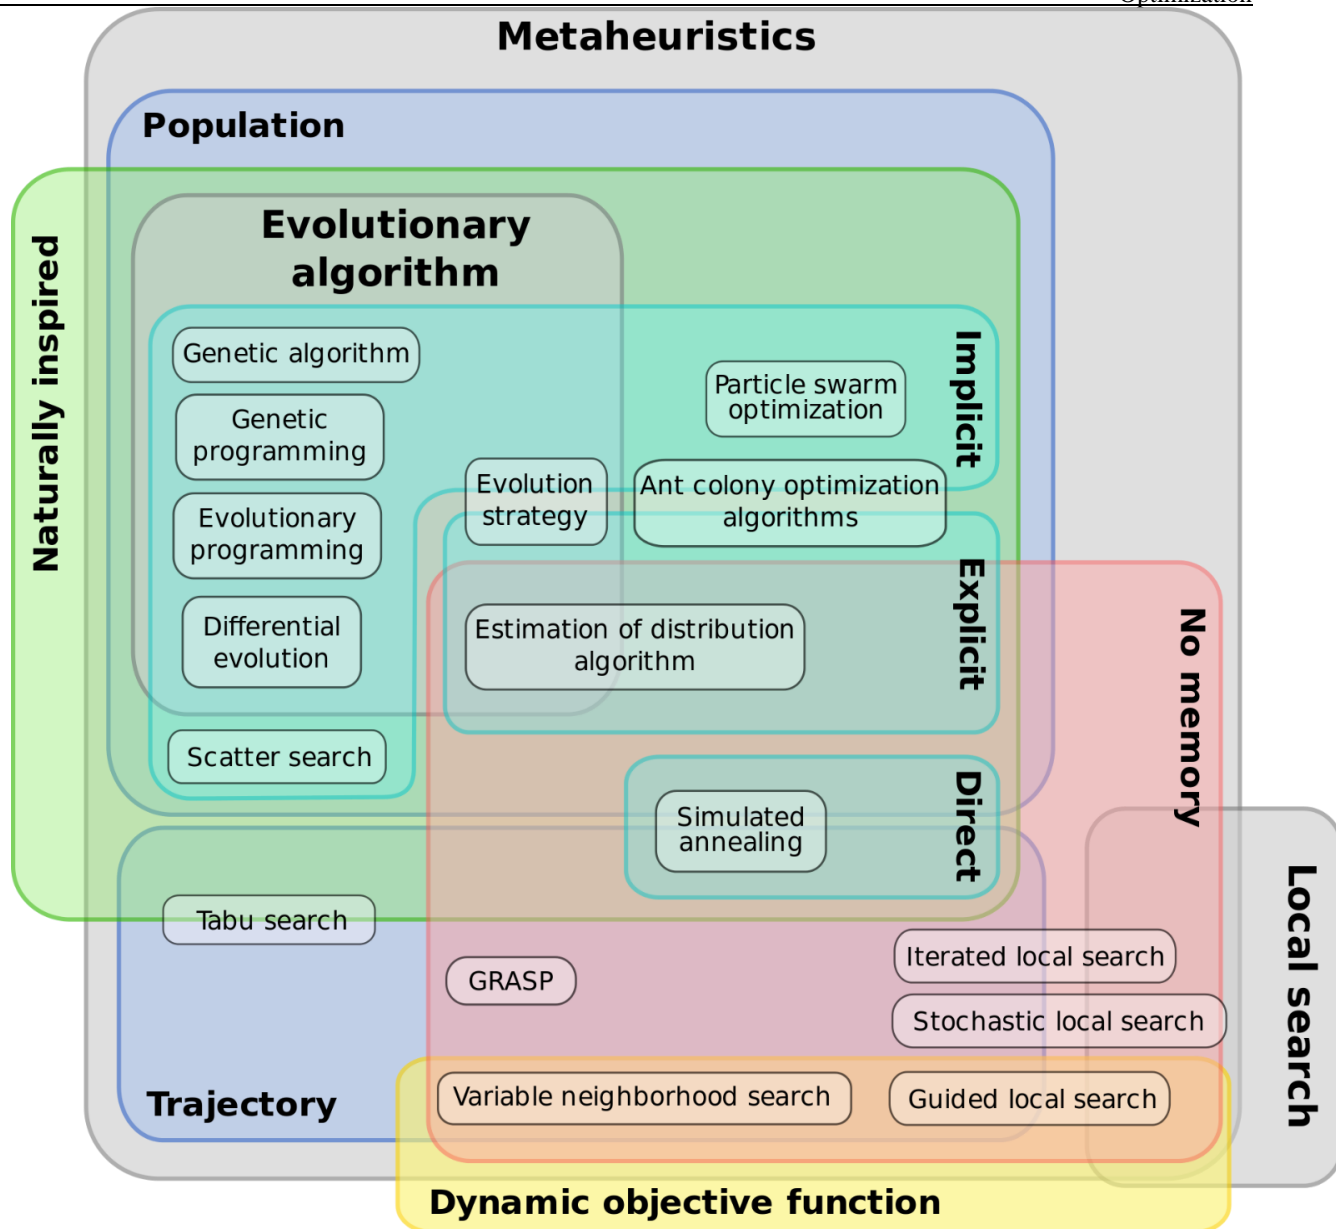 Optimization
Metaheuristics
Population
Naturally inspired
Evolutionary
algorithm
Implicit
Genetic algorithm
Particle swarm
optimization
Genetic
programming
Evolution
strategy
Ant colony optimization
algorithms
Evolutionary
programming
Explicit
Differential
evolution
Estimation of distribution
algorithm
No memory
Scatter search
Direct
Simulated
annealing
Local search
Tabu search
Iterated local search
GRASP
Stochastic local search
Trajectory
Variable neighborhood search
Guided local search
Dynamic objective function